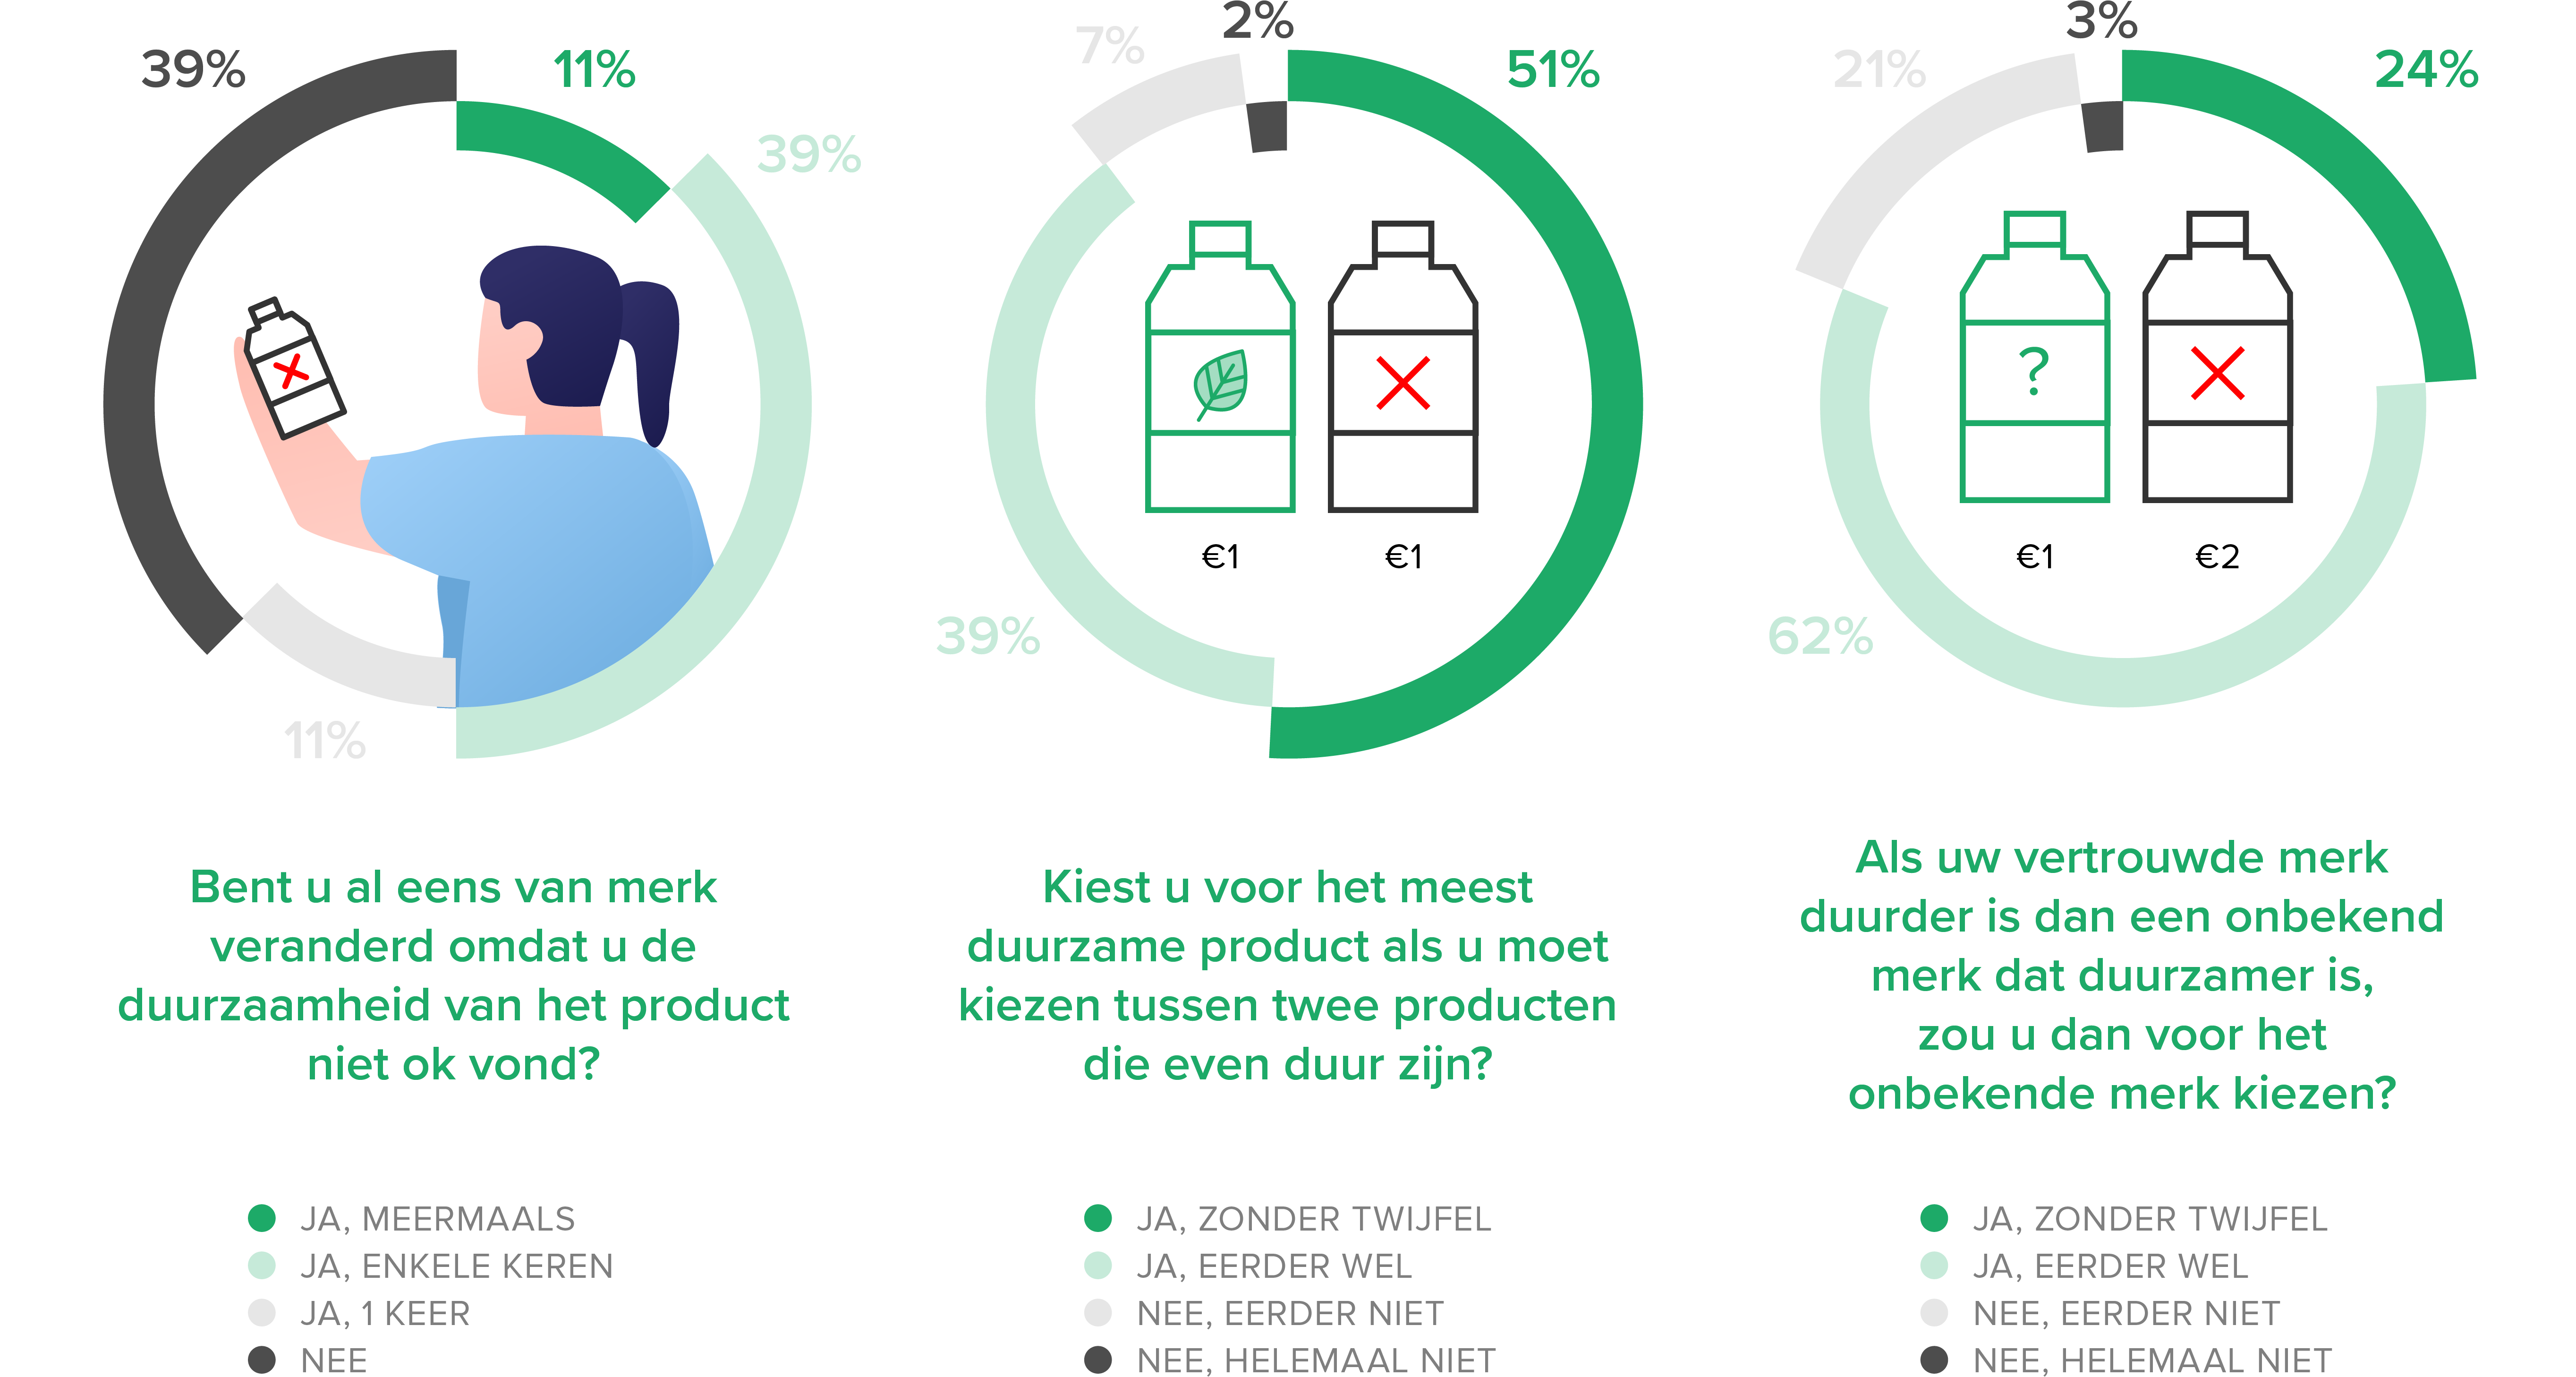 39%
11%
39%
11%
Bent u al eens van merk
veranderd omdat u de
duurzaamheid van het product
niet ok vond?
JA, MEERMAALS
JA, ENKELE KEREN
JA, 1 KEER
NEE
2%
7%
51%
39%
€1
€1
Kiest u voor het meest
duurzame product als u moet
kiezen tussen twee producten
die even duur zijn?
JA, ZONDER TWIJFEL
JA, EERDER WEL
NEE, EERDER NIET
NEE, HELEMAAL NIET
3%
21%
24%
62%
?
€1
€2
Als uw vertrouwde merk
duurder is dan een onbekend
merk dat duurzamer is,
zou u dan voor het
onbekende merk kiezen?
JA, ZONDER TWIJFEL
JA, EERDER WEL
NEE, EERDER NIET
NEE, HELEMAAL NIET